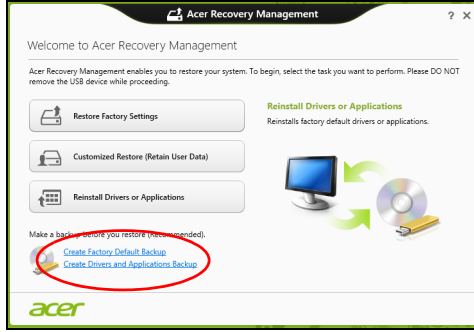 Acer Recovery Management
? X
Welcome to Acer Recovery Management
Acer Recovery Management enables you to restore your system. To begin, select the task you want to perform. Please DO NOT
remove the USB device while proceeding.
Restore Factory Settings
Customized Restore (Retain User Data)
Reinstall Drivers or Applications
Reinstall Drivers or Applications
Reinstalls factory default drivers or applications.
Make a backup before you restore (Recommended).
Create Factory Default Backup
Create Drivers and Applications Backup
acer